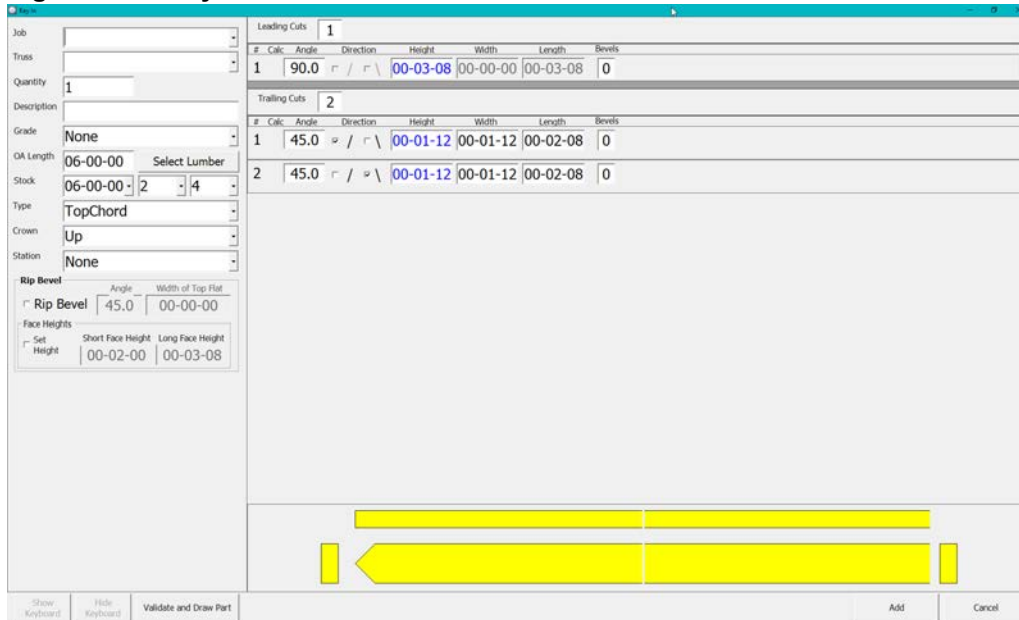 Key In
Job
Truss
Quantity 1
Description
Grade None
OA Length 06-00-00 Select Lumber
Stock 06-00-00 2 4
Type TopChord
Crown Up
Station None
Rip Bevel
Angle Width of Top Flat
Rip Bevel 45.0 00-00-00
Face Heights
Set Height Short Face Height Long Face Height
00-02-00 00-03-08
Leading Cuts 1
# Calc Angle Direction Height Width Length Bevels
1 90.0 / \ 00-03-08 00-00-00 00-03-08 0
Trailing Cuts 2
# Calc Angle Direction Height Width Length Bevels
1 45.0 / \ 00-01-12 00-01-12 00-02-08 0
2 45.0 / \ 00-01-12 00-01-12 00-02-08 0
Show Keyboard Hide Keyboard Validate and Draw Part Add Cancel